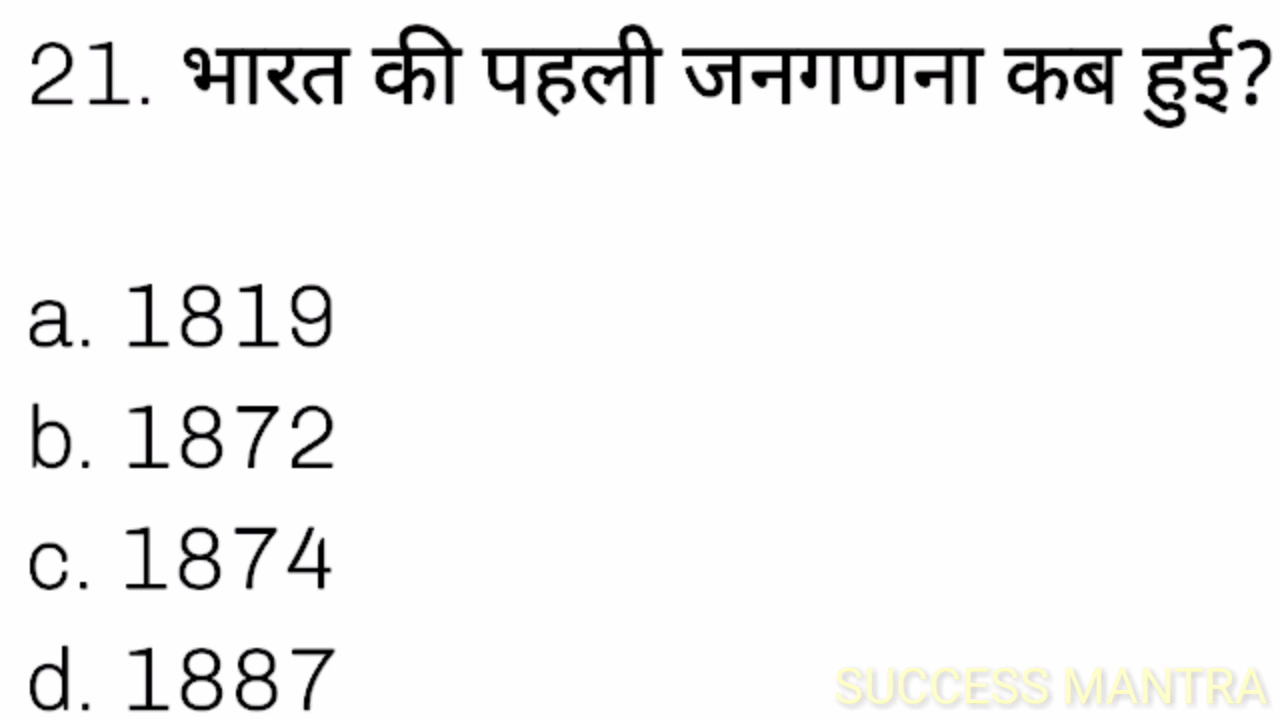 21. भारत की पहली जनगणना कब हुई?
a. 1819
b. 1872
c. 1874
d. 1887
SUCCESS MANTRA